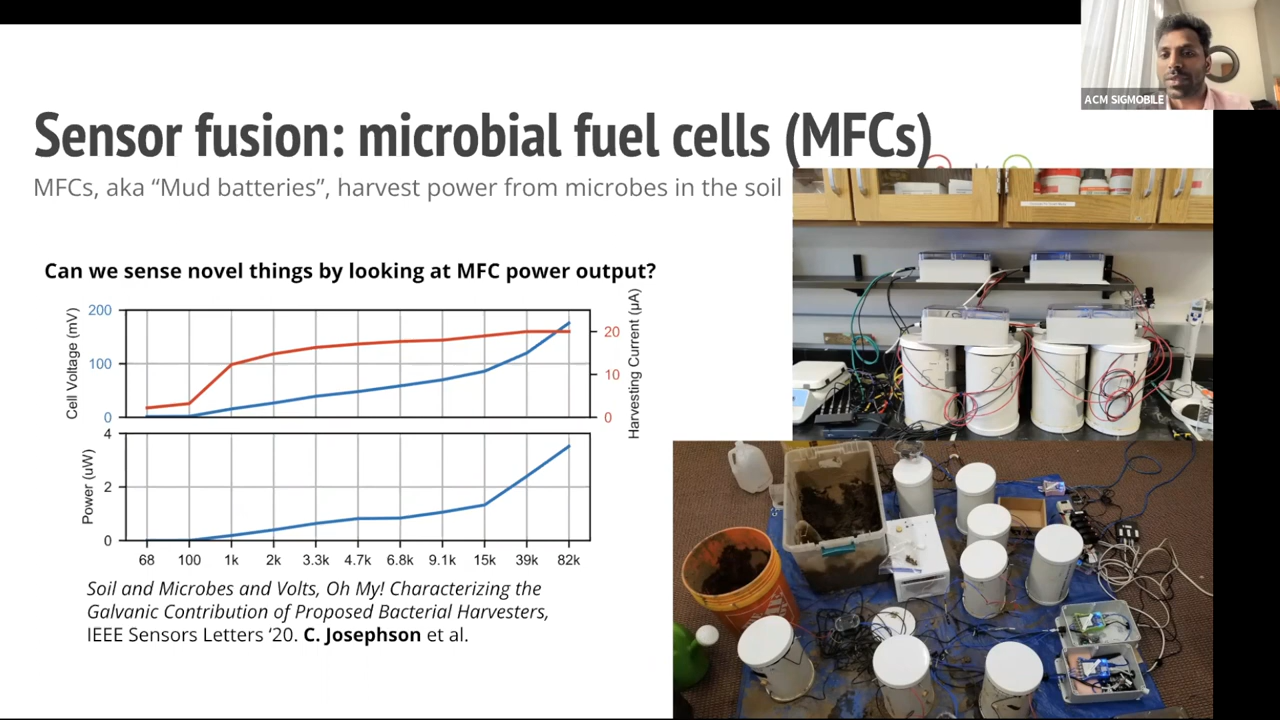 ACM SIGMOBILE
Sensor fusion: microbial fuel cells (MFCs)
MFCs, aka “Mud batteries”, harvest power from microbes in the soil
Can we sense novel things by looking at MFC power output?
Cell Voltage (mV)
200
100
0
Harvesting Current (μA)
20
10
0
Power (uW)
4
2
0
68 100 1k 2k 3.3k 4.7k 6.8k 9.1k 15k 39k 82k
Soil and Microbes and Volts, Oh My! Characterizing the
Galvanic Contribution of Proposed Bacterial Harvesters,
IEEE Sensors Letters ‘20. C. Josephson et al.